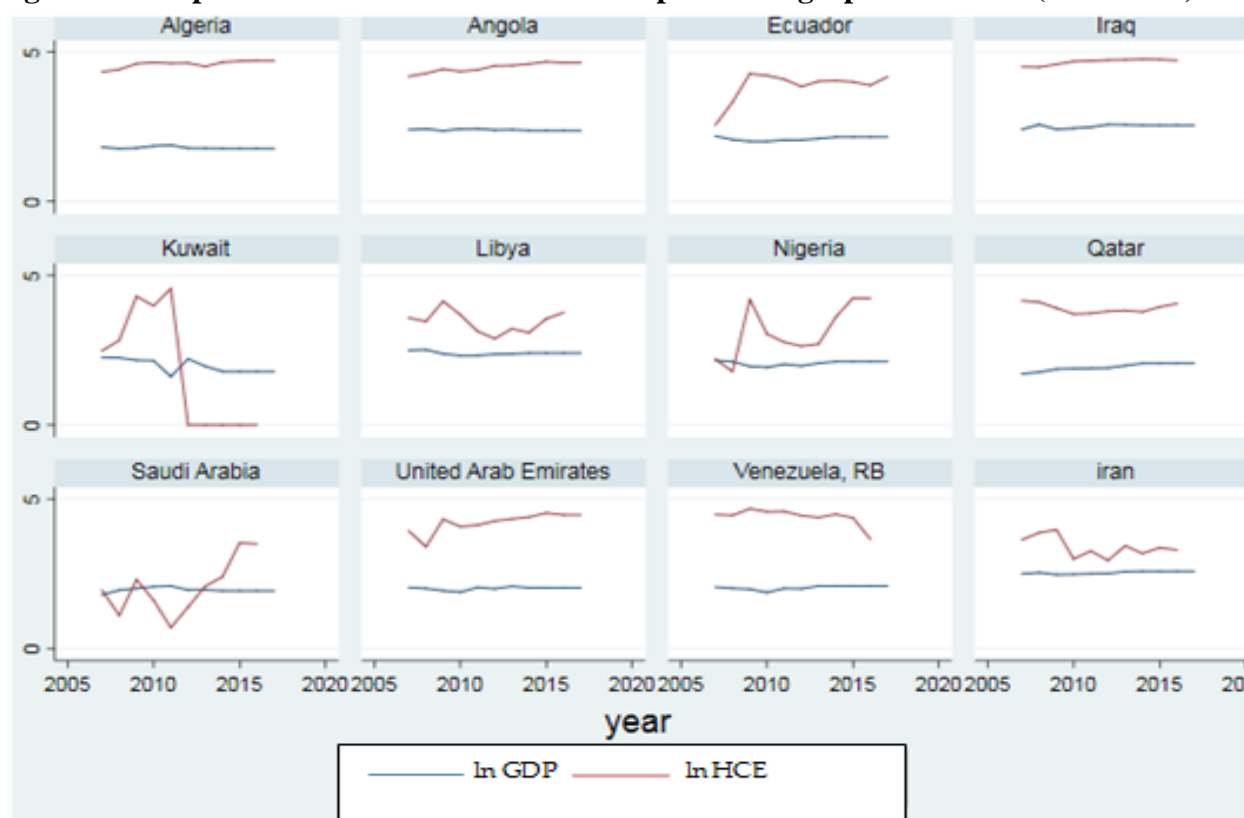 Algeria Angola Ecuador Iraq
5
0
Kuwait Libya Nigeria Qatar
5
0
Saudi Arabia United Arab Emirates Venezuela, RB iran
5
0
2005 2010 2015 2020 2005 2010 2015 2020 2005 2010 2015 2020 2005 2010 2015 20
year
ln GDP ln HCE